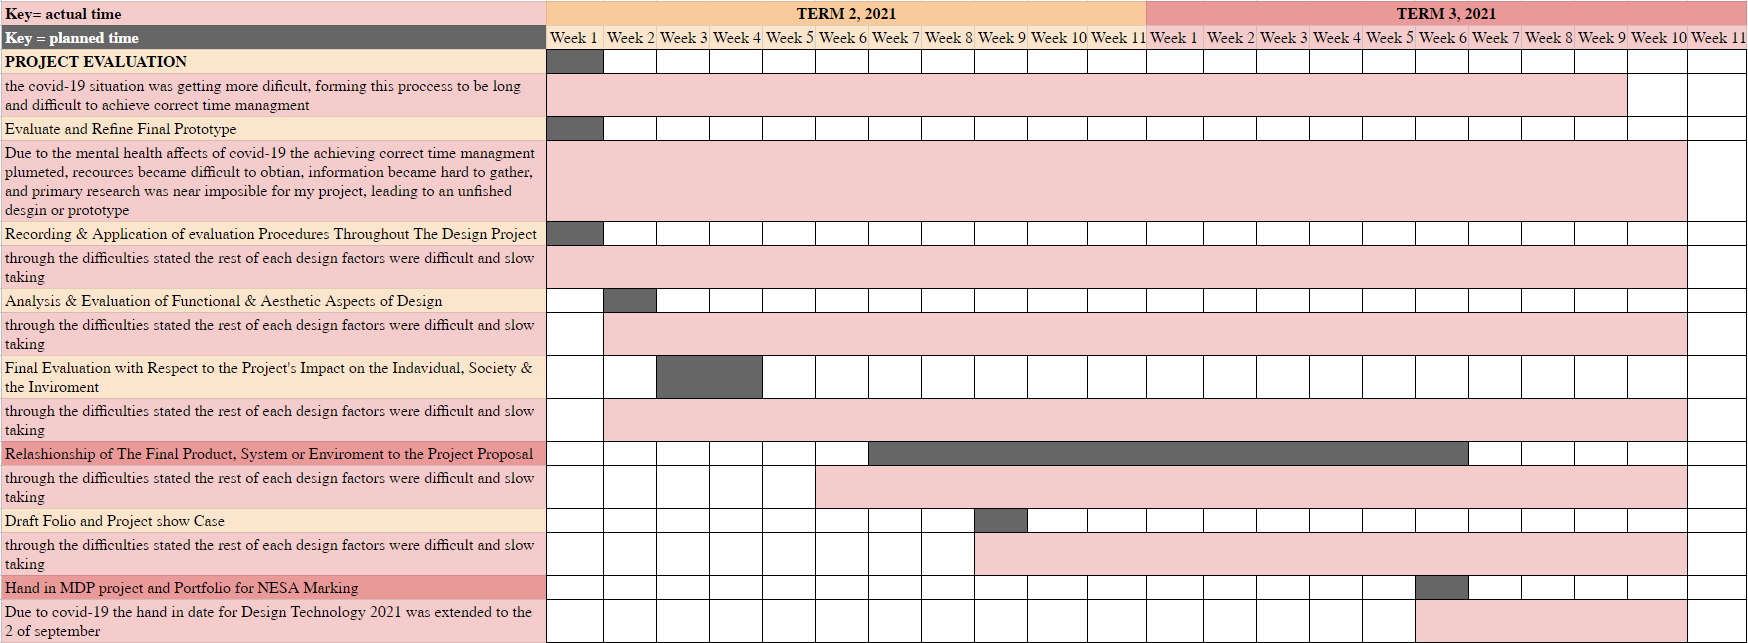 Key= actual time
TERM 2, 2021
TERM 3, 2021
Key = planned time
Week 1 Week 2 Week 3 Week 4 Week 5 Week 6 Week 7 Week 8 Week 9 Week 10 Week 11 Week 1 Week 2 Week 3 Week 4 Week 5 Week 6 Week 7 Week 8 Week 9 Week 10 Week 11
PROJECT EVALUATION
the covid-19 situation was getting more dificult, forming this proccess to be long
and difficult to achieve correct time managment
Evaluate and Refine Final Prototype
Due to the mental health affects of covid-19 the achieving correct time managment
plumeted, recources became difficult to obtian, information became hard to gather,
and primary research was near imposible for my project, leading to an unfished
desgin or prototype
Recording & Application of evaluation Procedures Throughout The Design Project
through the difficulties stated the rest of each design factors were difficult and slow
taking
Analysis & Evaluation of Functional & Aesthetic Aspects of Design
through the difficulties stated the rest of each design factors were difficult and slow
taking
Final Evaluation with Respect to the Project's Impact on the Indavidual, Society &
the Inviroment
through the difficulties stated the rest of each design factors were difficult and slow
taking
Relashionship of The Final Product, System or Enviroment to the Project Proposal
through the difficulties stated the rest of each design factors were difficult and slow
taking
Draft Folio and Project show Case
through the difficulties stated the rest of each design factors were difficult and slow
taking
Hand in MDP project and Portfolio for NESA Marking
Due to covid-19 the hand in date for Design Technology 2021 was extended to the
2 of september